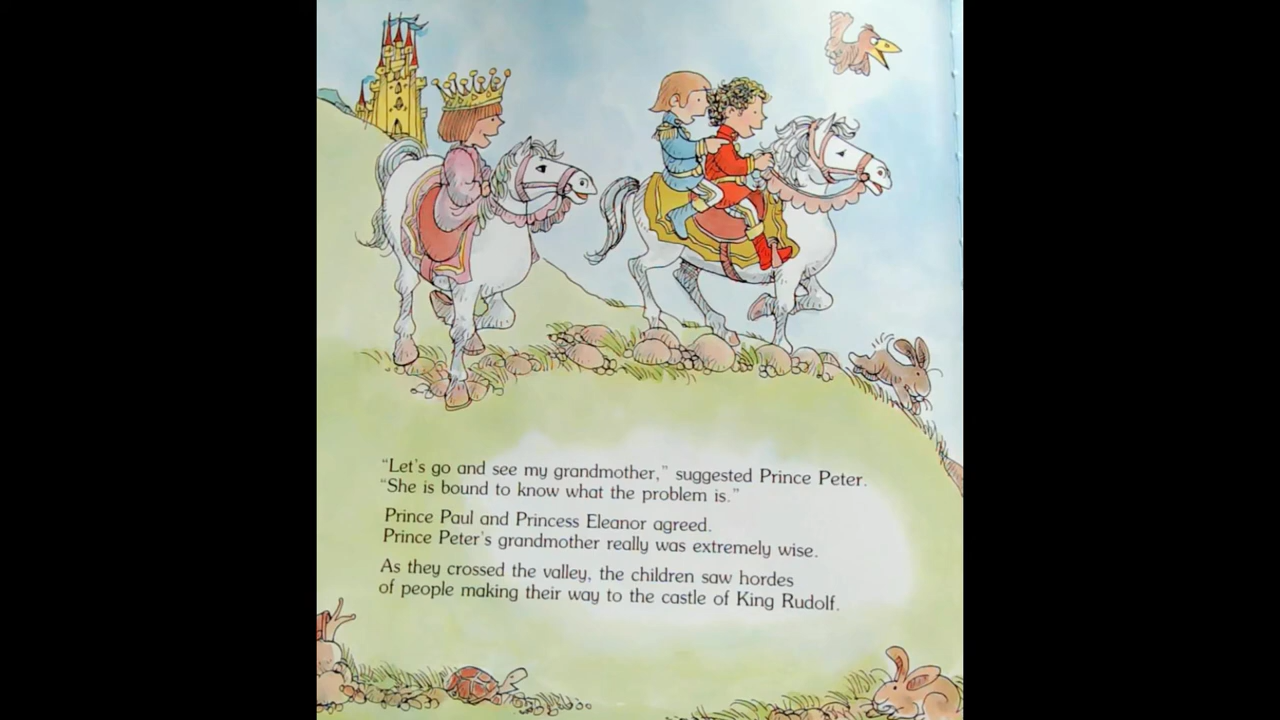 “Let’s go and see my grandmother,” suggested Prince Peter.
“She is bound to know what the problem is.”
Prince Paul and Princess Eleanor agreed.
Prince Peter’s grandmother really was extremely wise.
As they crossed the valley, the children saw hordes
of people making their way to the castle of King Rudolf.